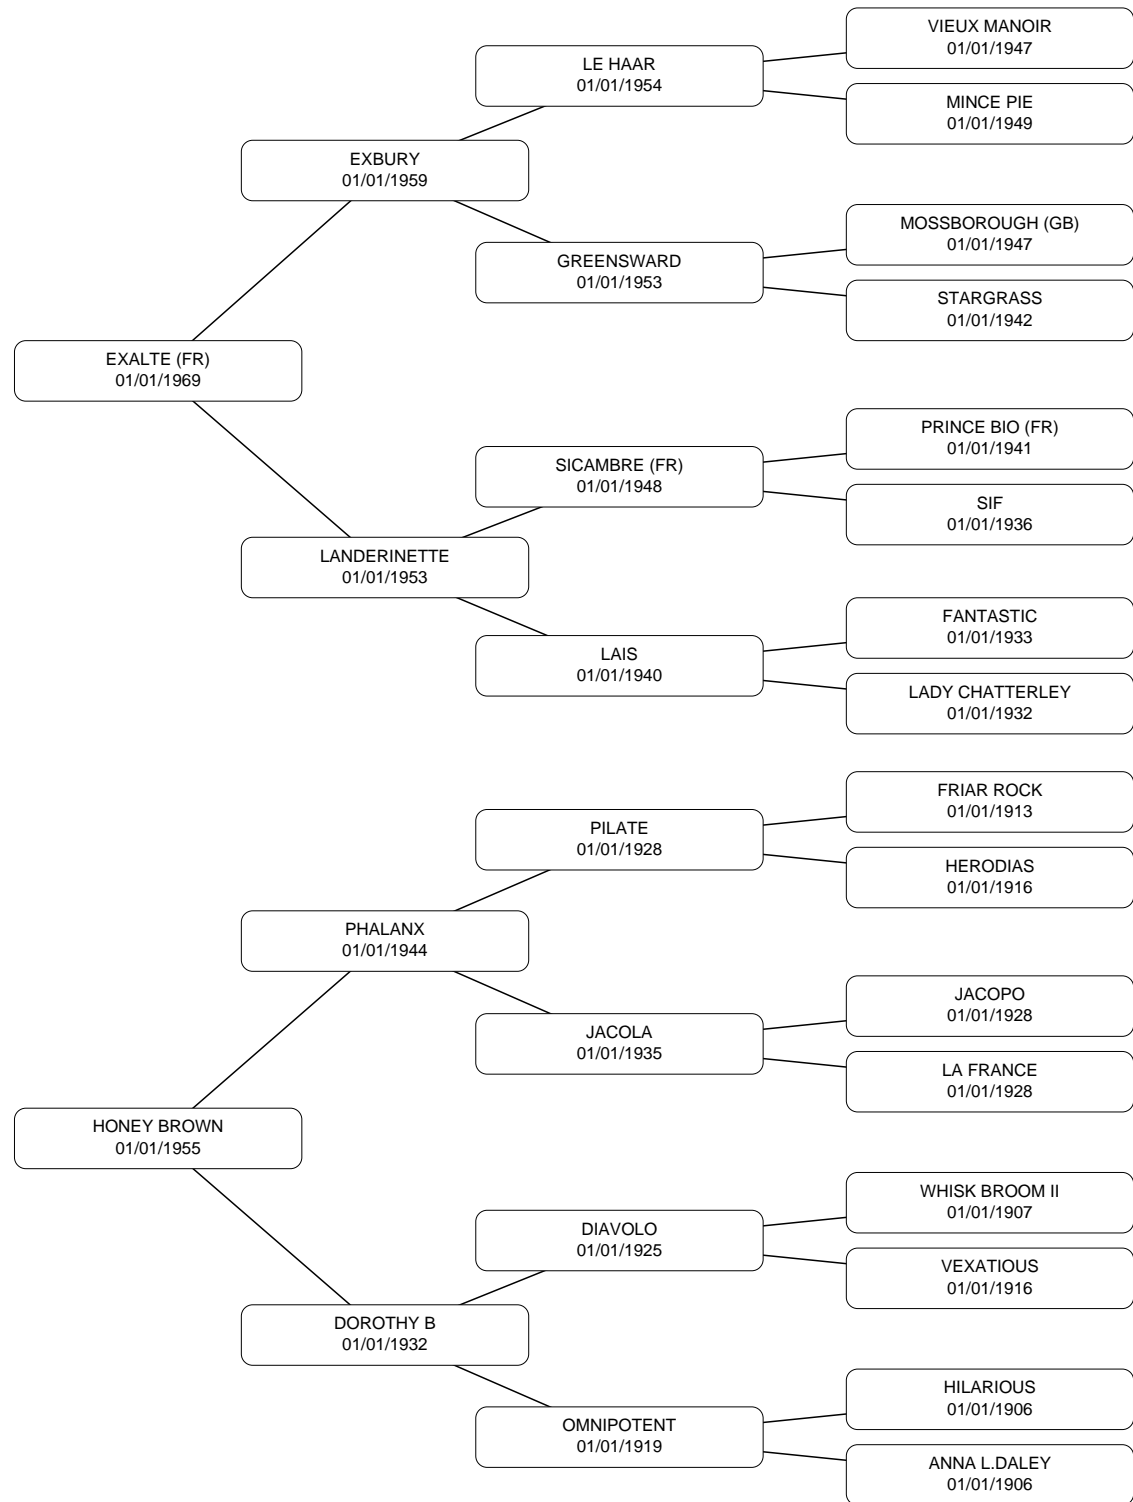 VIEUX MANOIR
01/01/1947
LE HAAR
01/01/1954
MINCE PIE
01/01/1949
EXBURY
01/01/1959
MOSSBOROUGH (GB)
01/01/1947
GREENSWARD
01/01/1953
STARGRASS
01/01/1942
EXALTE (FR)
01/01/1969
PRINCE BIO (FR)
01/01/1941
SICAMBRE (FR)
01/01/1948
SIF
01/01/1936
LANDERINETTE
01/01/1953
FANTASTIC
01/01/1933
LAIS
01/01/1940
LADY CHATTERLEY
01/01/1932
FRIAR ROCK
01/01/1913
PILATE
01/01/1928
HERODIAS
01/01/1916
PHALANX
01/01/1944
JACOPO
01/01/1928
JACOLA
01/01/1935
LA FRANCE
01/01/1928
HONEY BROWN
01/01/1955
WHISK BROOM II
01/01/1907
DIAVOLO
01/01/1925
VEXATIOUS
01/01/1916
DOROTHY B
01/01/1932
HILARIOUS
01/01/1906
OMNIPOTENT
01/01/1919
ANNA L.DALEY
01/01/1906